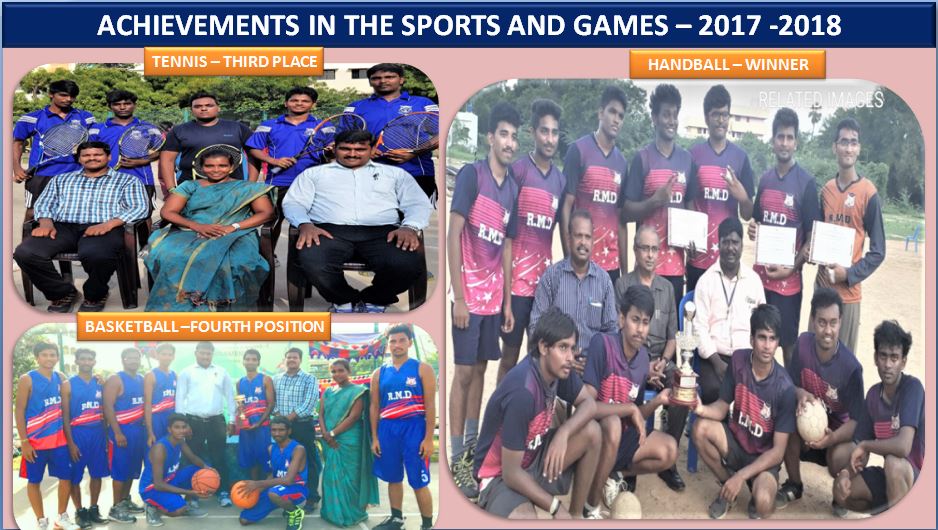 ACHIEVEMENTS IN THE SPORTS AND GAMES – 2017 -2018
TENNIS – THIRD PLACE
HANDBALL – WINNER
RELATED IMAGES
R.M.D
R.M.D
R.M.D
R.M.D
R.M.D
R.M.D
R.M.D
BASKETBALL –FOURTH POSITION
R.M.D
R.M.D
R.M.D